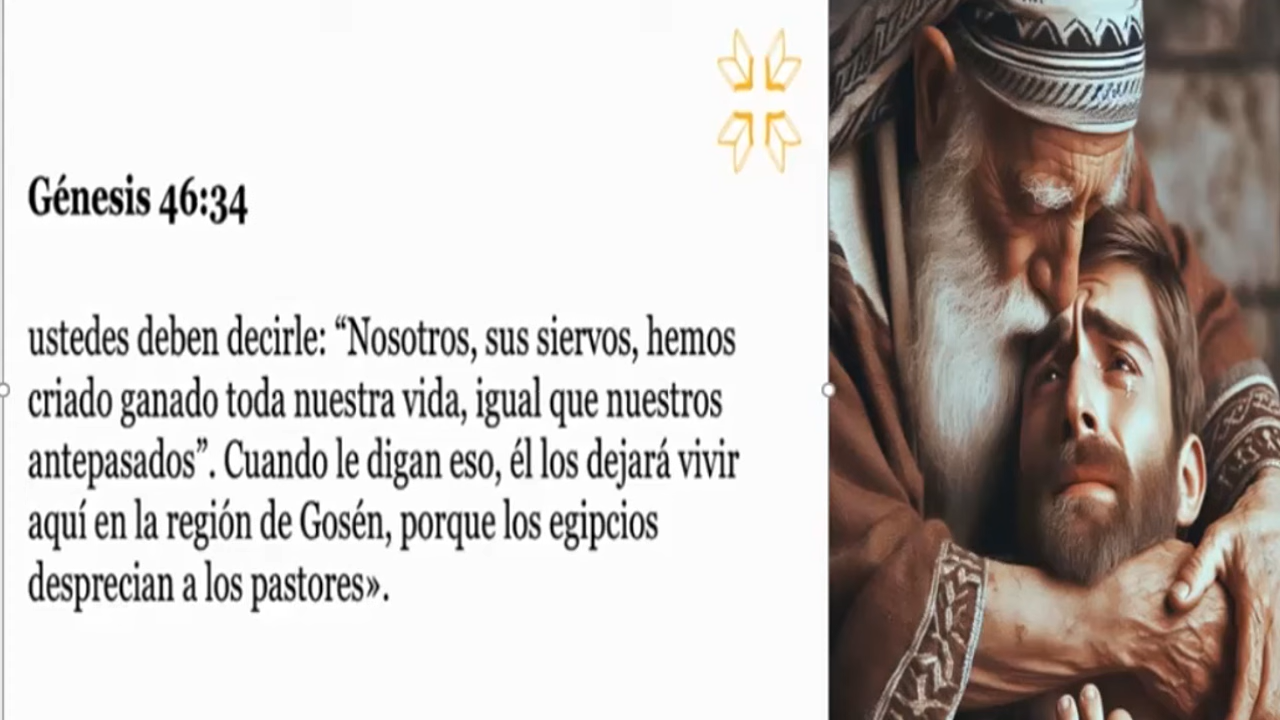 Génesis 46:34
ustedes deben decirle: “Nosotros, sus siervos, hemos
criado ganado toda nuestra vida, igual que nuestros
antepasados”. Cuando le digan eso, él los dejará vivir
aquí en la región de Gosén, porque los egipcios
desprecian a los pastores».